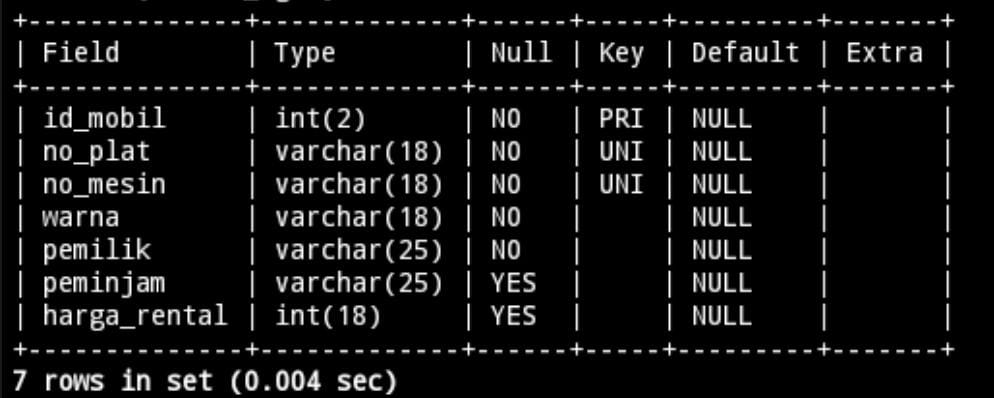 +--------------+-------------+------+-----+---------+-------+
| Field        | Type        | Null | Key | Default | Extra |
+--------------+-------------+------+-----+---------+-------+
| id_mobil     | int(2)      | NO   | PRI | NULL    |       |
| no_plat      | varchar(18) | NO   | UNI | NULL    |       |
| no_mesin     | varchar(18) | NO   | UNI | NULL    |       |
| warna        | varchar(18) | NO   |     | NULL    |       |
| pemilik      | varchar(25) | NO   |     | NULL    |       |
| peminjam     | varchar(25) | YES  |     | NULL    |       |
| harga_rental | int(18)     | YES  |     | NULL    |       |
+--------------+-------------+------+-----+---------+-------+
7 rows in set (0.004 sec)